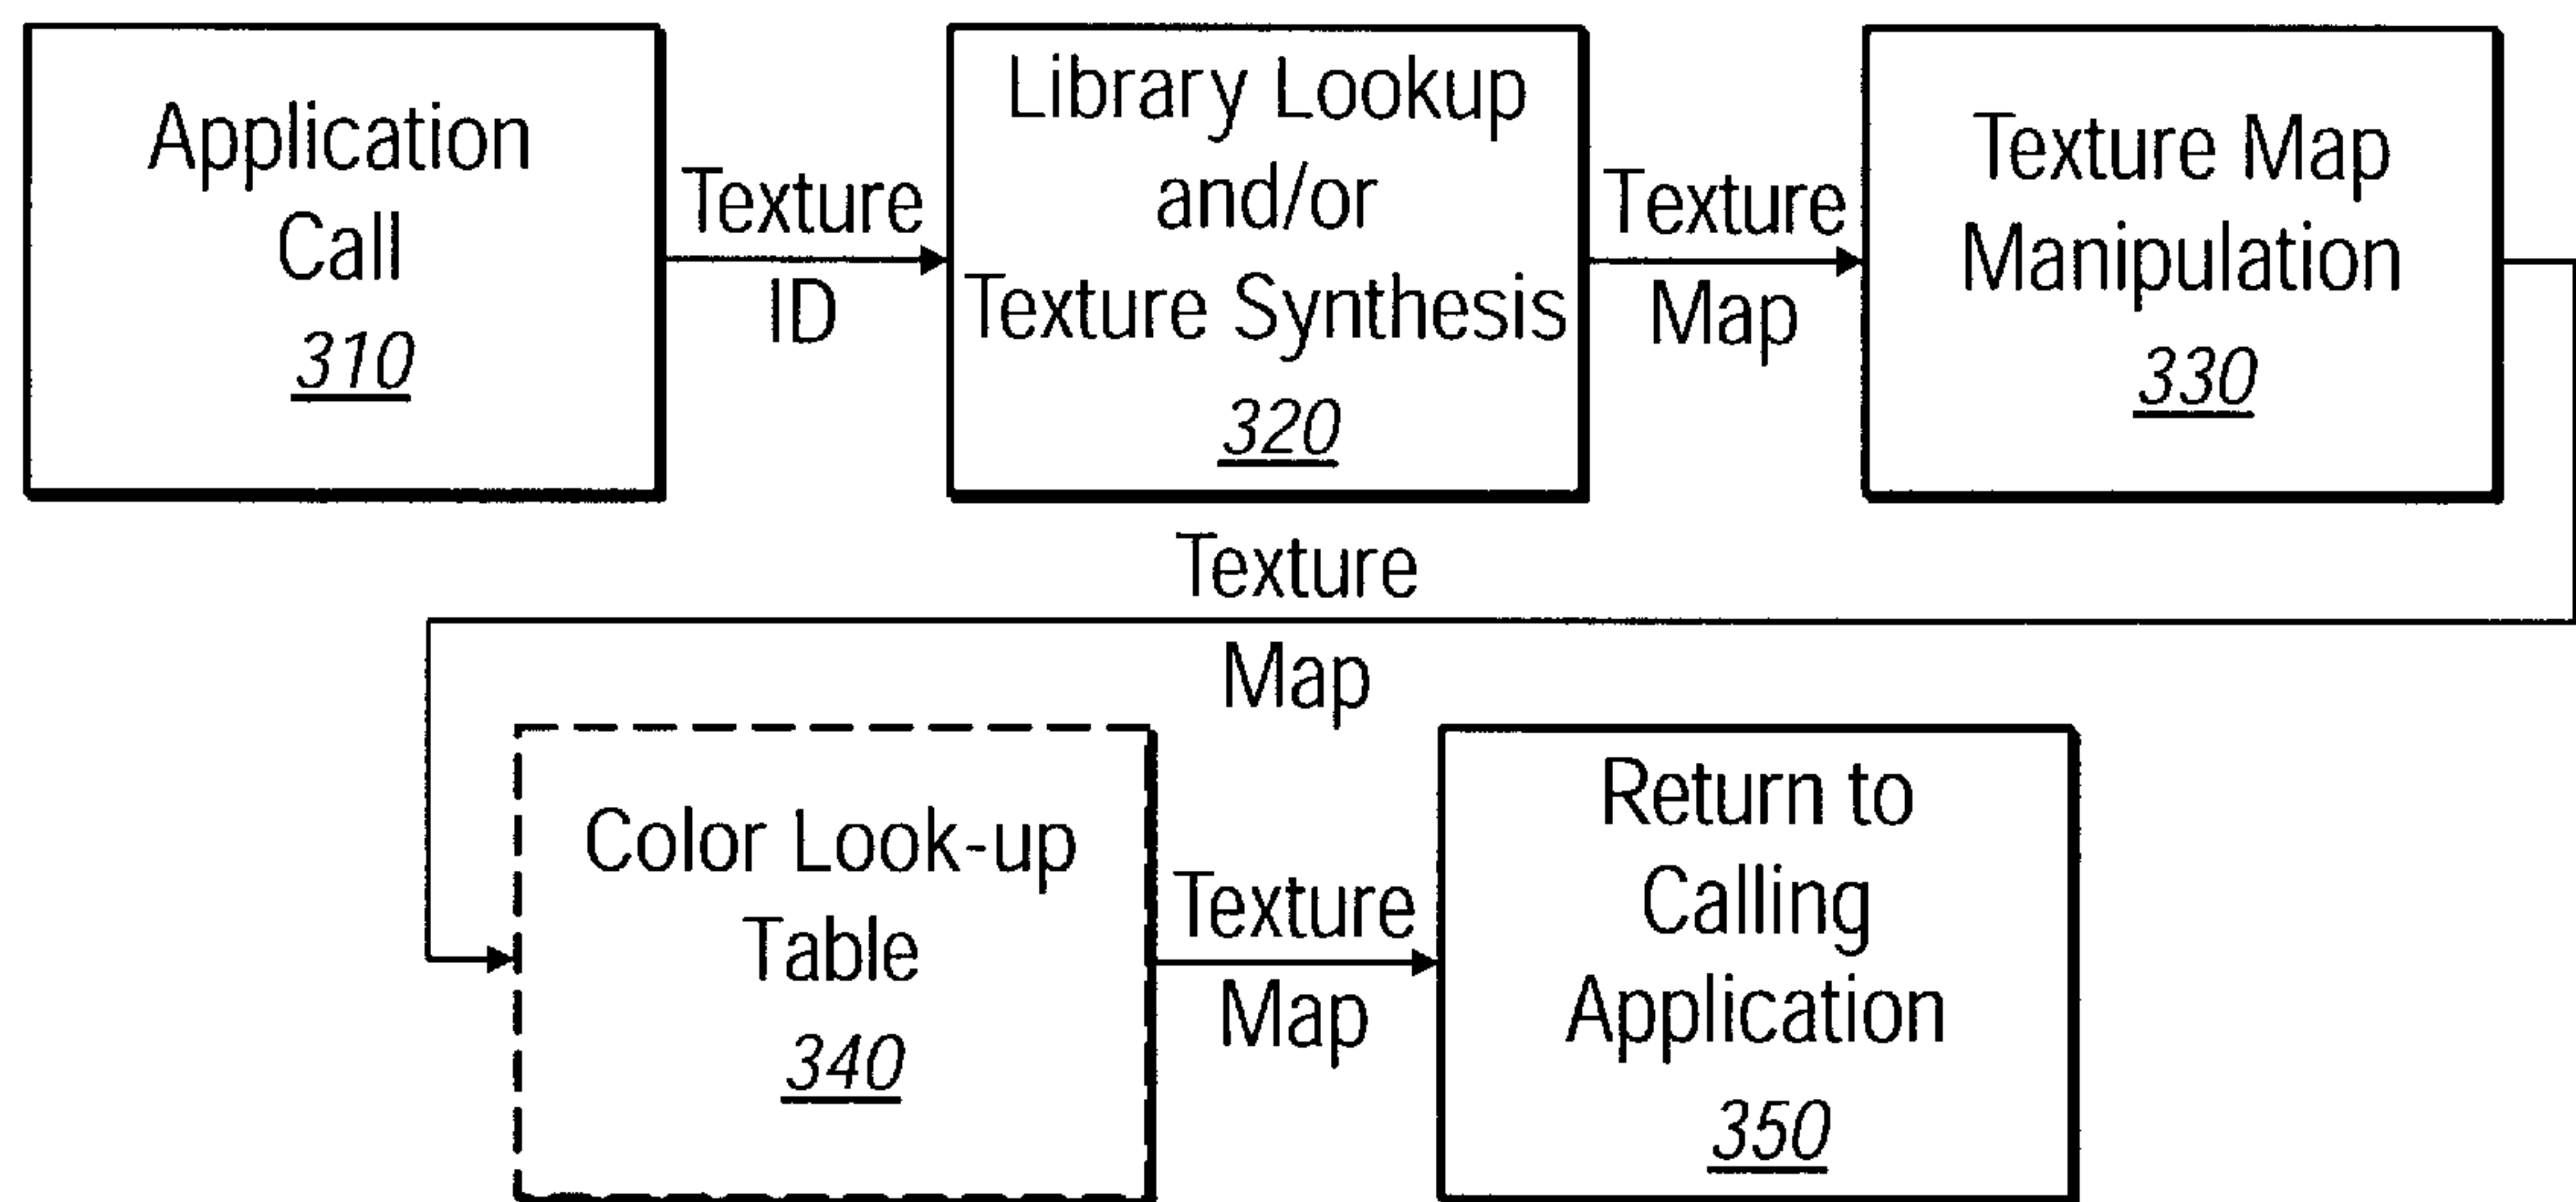 Application
Call
310
Texture
ID
Library Lookup
and/or
Texture Synthesis
320
Texture
Map
Texture Map
Manipulation
330
Texture
Map
Color Look-up
Table
340
Texture
Map
Return to
Calling
Application
350